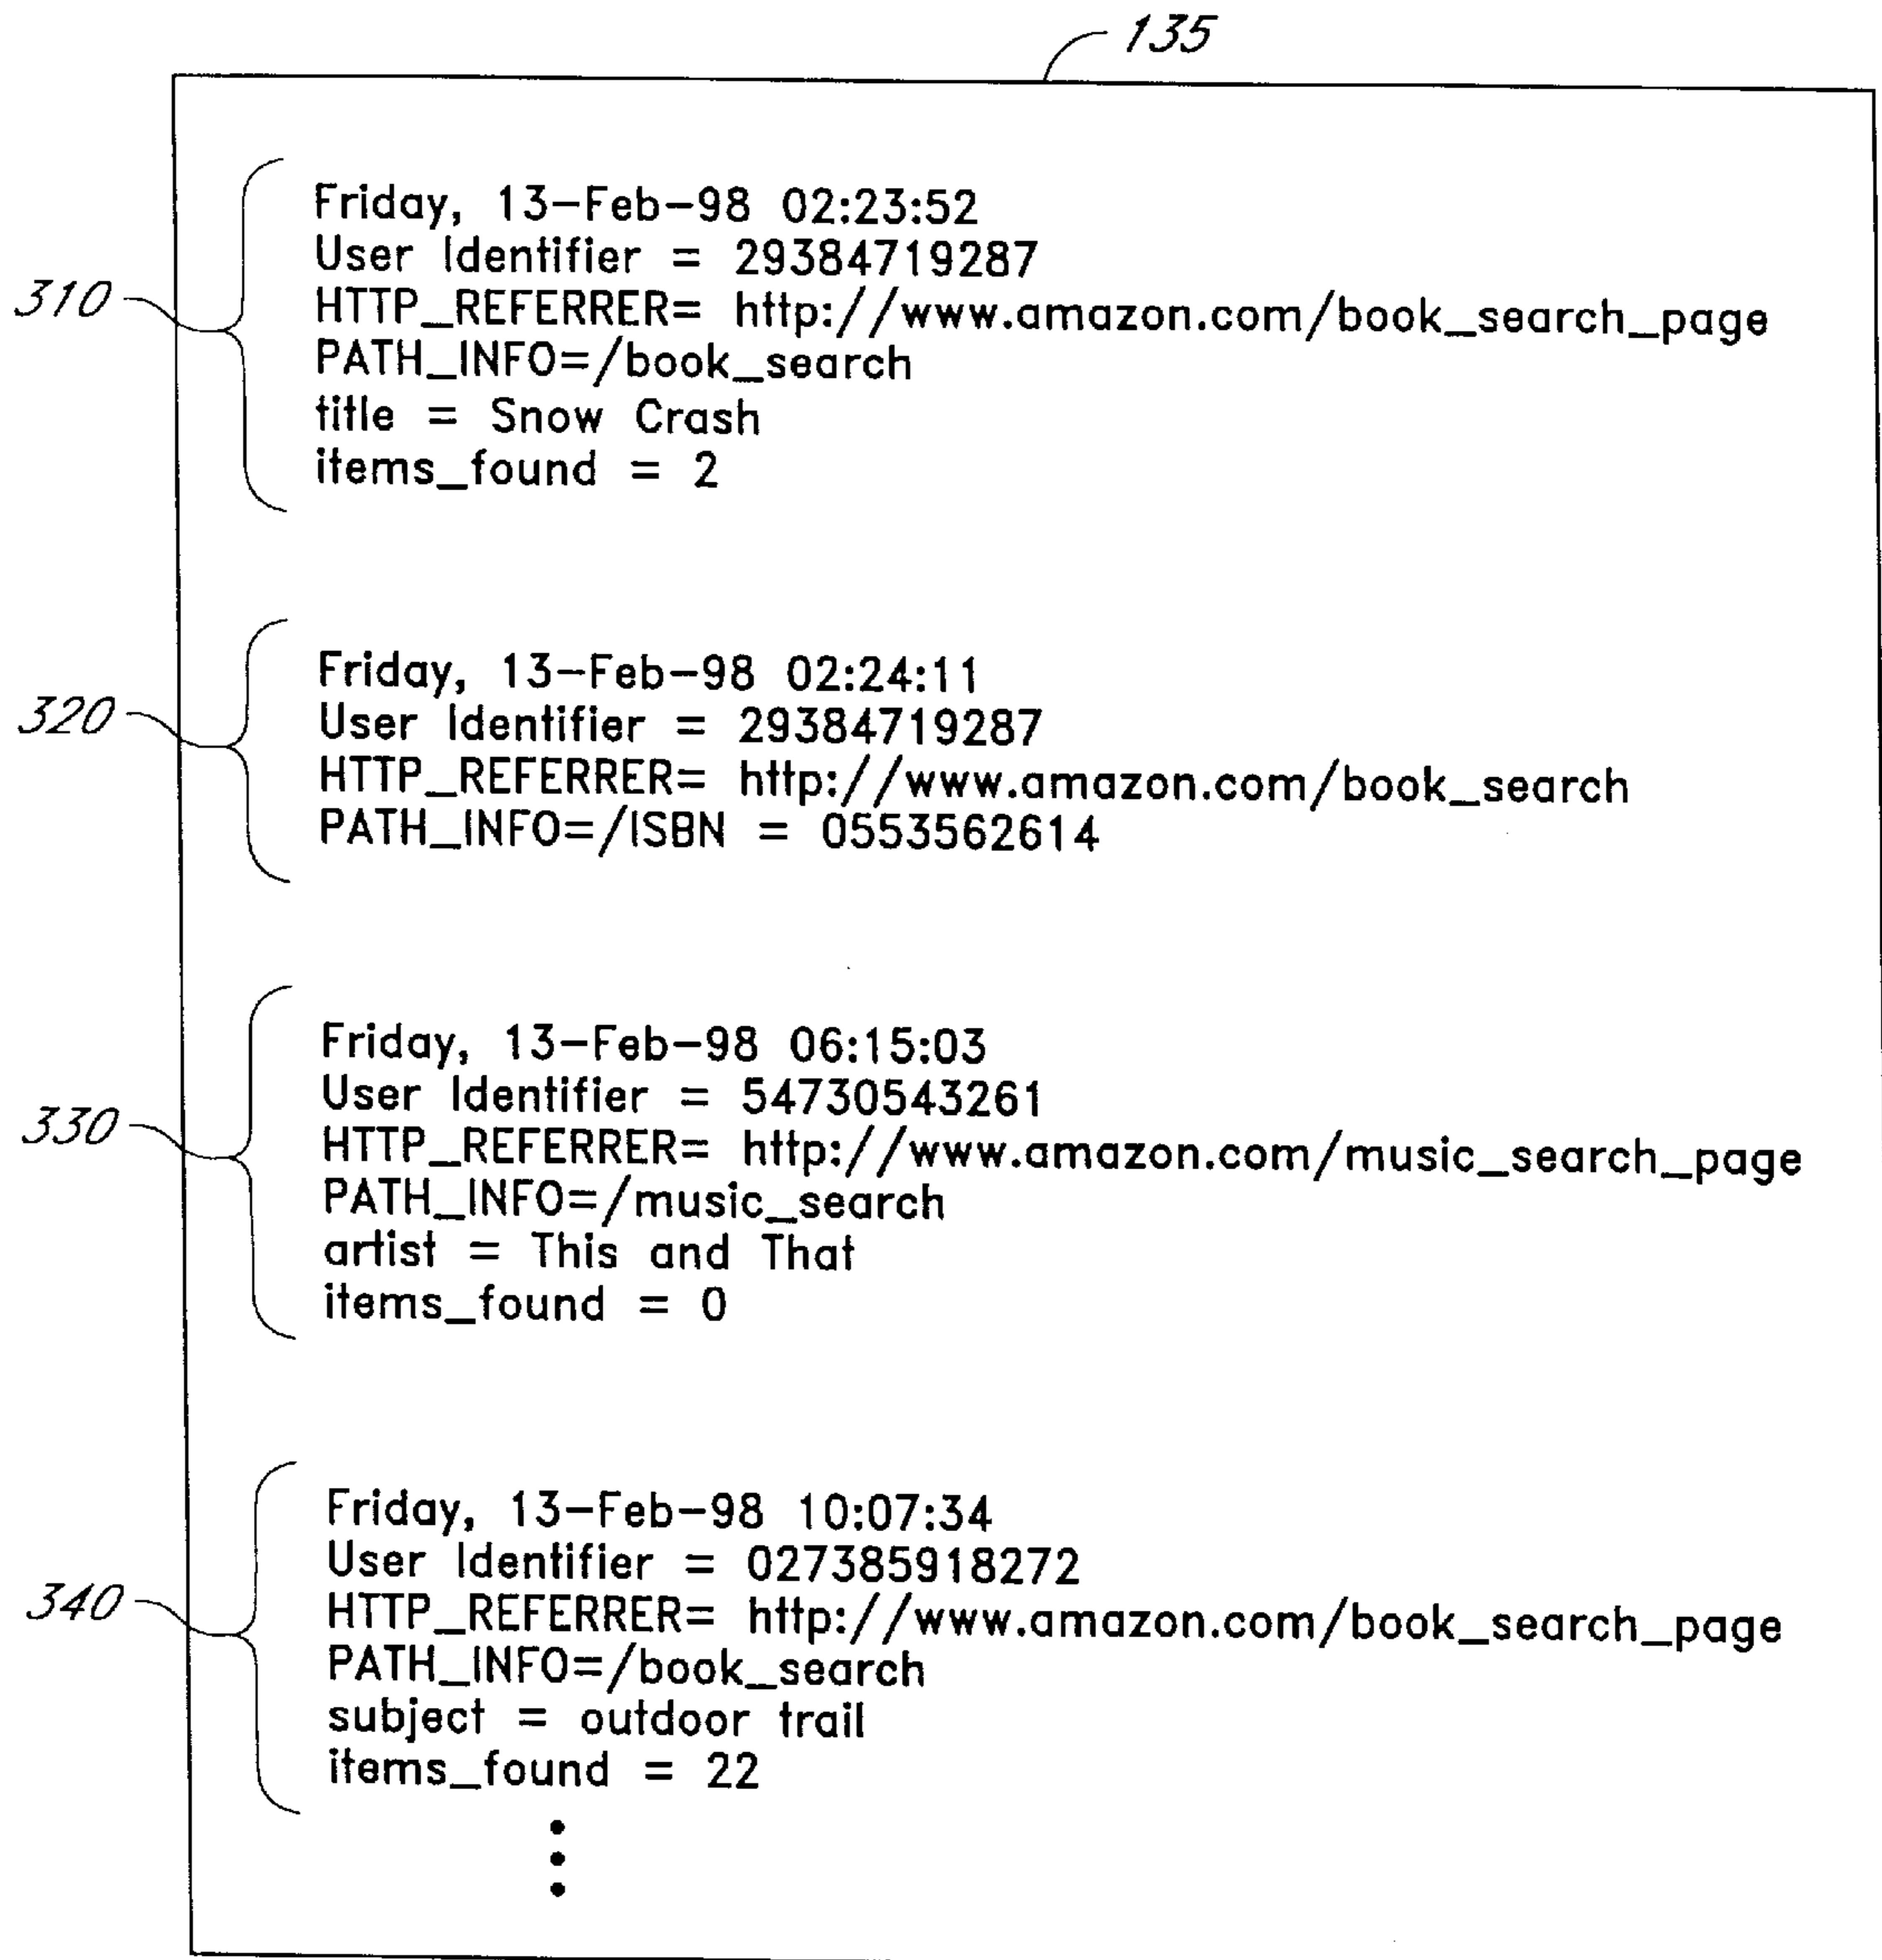 135
310
Friday, 13-Feb-98 02:23:52
User Identifier = 29384719287
HTTP_REFERRER= http://www.amazon.com/book_search_page
PATH_INFO=/book_search
title = Snow Crash
items_found = 2
320
Friday, 13-Feb-98 02:24:11
User Identifier = 29384719287
HTTP_REFERRER= http://www.amazon.com/book_search
PATH_INFO=/ISBN = 0553562614
330
Friday, 13-Feb-98 06:15:03
User Identifier = 54730543261
HTTP_REFERRER= http://www.amazon.com/music_search_page
PATH_INFO=/music_search
artist = This and That
items_found = 0
340
Friday, 13-Feb-98 10:07:34
User Identifier = 027385918272
HTTP_REFERRER= http://www.amazon.com/book_search_page
PATH_INFO=/book_search
subject = outdoor trail
items_found = 22